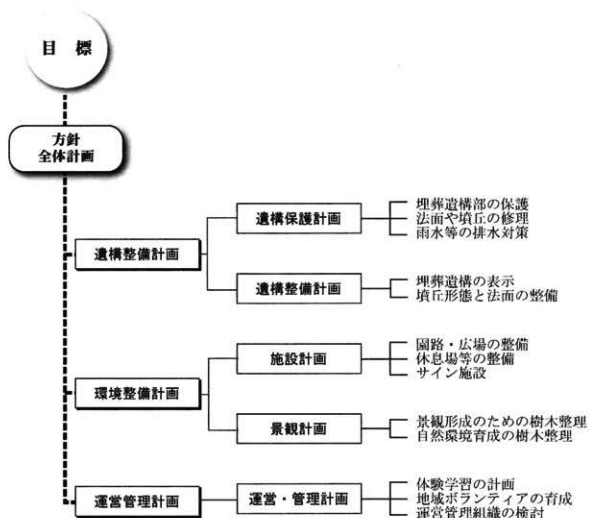 目 標
方針
全体計画
遺構整備計画
遺構保護計画
埋葬遺構部の保護
法面や墳丘の修理
雨水等の排水対策
遺構整備計画
埋葬遺構の表示
墳丘形態と法面の整備
環境整備計画
施設計画
園路・広場の整備
休息場等の整備
サイン施設
景観計画
景観形成のための樹木整理
自然環境育成の樹木整理
運営管理計画
運営・管理計画
体験学習の計画
地域ボランティアの育成
運営管理組織の検討